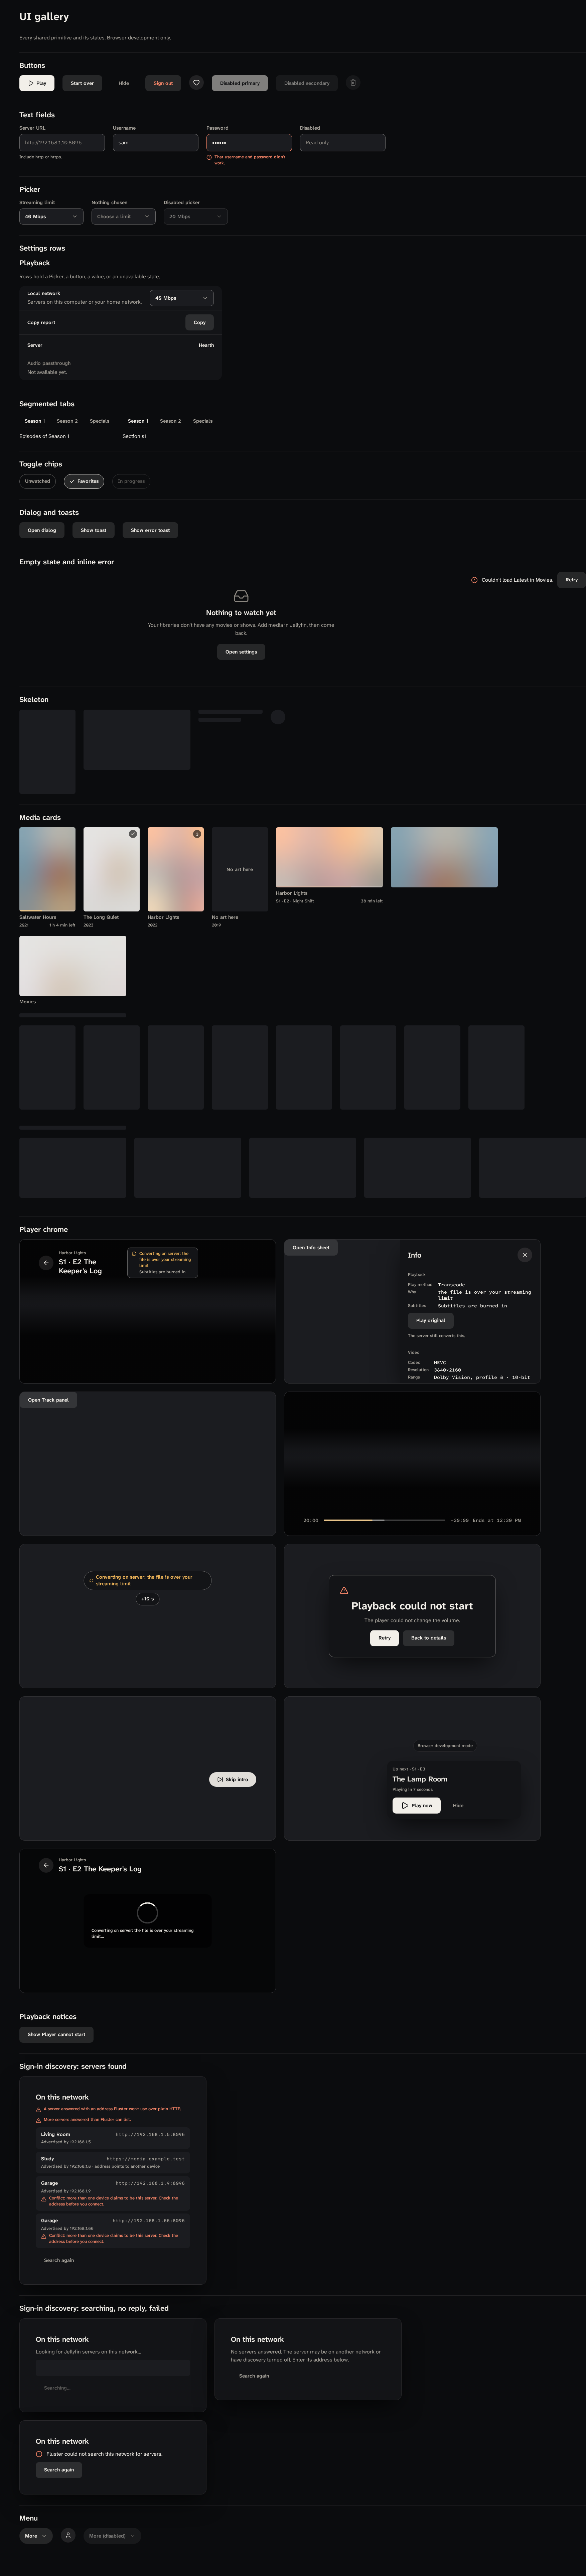 UI gallery
Every shared primitive and its states. Browser development only.
Buttons
Play
Start over
Hide
Sign out
Disabled primary
Disabled secondary
Text fields
Server URL
Username
Password
Disabled
http://192.168.1.10:8096
sam
••••••
Read only
Include http or https.
That username and password didn't
work.
Picker
Streaming limit
Nothing chosen
Disabled picker
40 Mbps
Choose a limit
20 Mbps
Settings rows
Playback
Rows hold a Picker, a button, a value, or an unavailable state.
Local network
Servers on this computer or your home network.
40 Mbps
Copy report
Copy
Server
Hearth
Audio passthrough
Not available yet.
Segmented tabs
Season 1
Season 2
Specials
Season 1
Season 2
Specials
Episodes of Season 1
Section s1
Toggle chips
Unwatched
Favorites
In progress
Dialog and toasts
Open dialog
Show toast
Show error toast
Empty state and inline error
Couldn't load Latest in Movies.
Retry
Nothing to watch yet
Your libraries don't have any movies or shows. Add media in Jellyfin, then come
back.
Open settings
Skeleton
Media cards
No art here
Saltwater Hours
2021
1 h 4 min left
The Long Quiet
2023
Harbor Lights
2022
No art here
2019
Harbor Lights
S1 · E2 · Night Shift
38 min left
Movies
Player chrome
Harbor Lights
S1 · E2 The
Keeper's Log
Converting on server: the
file is over your streaming
limit
Subtitles are burned in
Open Info sheet
Info
Playback
Play method
Transcode
Why
the file is over your streaming
limit
Subtitles
Subtitles are burned in
Play original
The server still converts this.
Video
Codec
HEVC
Resolution
3840×2160
Range
Dolby Vision, profile 8 · 10-bit
Open Track panel
20:00
-30:00
Ends at 12:30 PM
Converting on server: the file is over your
streaming limit
+10 s
Playback could not start
The player could not change the volume.
Retry
Back to details
Skip Intro
Browser development mode
Up next · S1 · E3
The Lamp Room
Playing in 7 seconds
Play now
Hide
Harbor Lights
S1 · E2 The Keeper's Log
Converting on server: the file is over your streaming
limit…
Playback notices
Show Player cannot start
Sign-in discovery: servers found
On this network
A server answered with an address Fluster won't use over plain HTTP.
More servers answered than Fluster can list.
Living Room
http://192.168.1.5:8096
Advertised by 192.168.1.5
Study
https://media.example.test
Advertised by 192.168.1.6 · address points to another device
Garage
http://192.168.1.9:8096
Advertised by 192.168.1.9
Conflict: more than one device claims to be this server. Check the
address before you connect.
Garage
http://192.168.1.66:8096
Advertised by 192.168.1.66
Conflict: more than one device claims to be this server. Check the
address before you connect.
Search again
Sign-in discovery: searching, no reply, failed
On this network
Looking for Jellyfin servers on this network…
Searching…
On this network
No servers answered. The server may be on another network or
have discovery turned off. Enter its address below.
Search again
On this network
Fluster could not search this network for servers.
Search again
Menu
More
More (disabled)